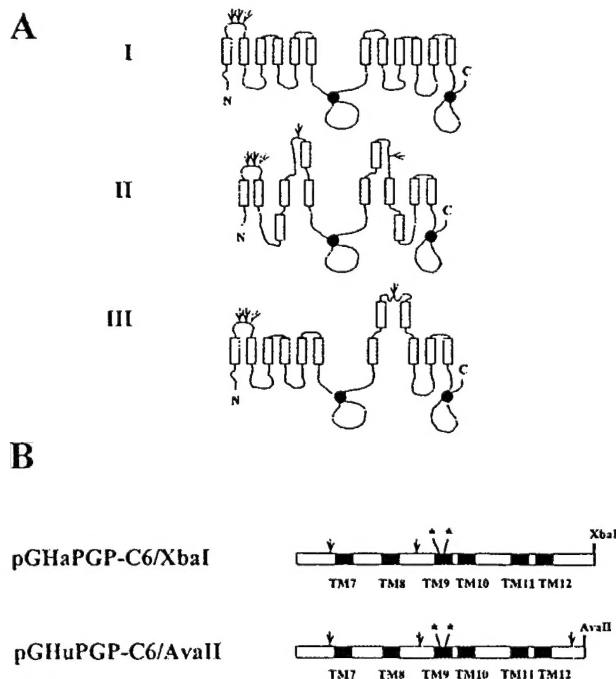 A
I
N
C
II
N
C
III
N
C
B
pGHaPGP-C6/XbaI
* *
XbaI
TM7 TM8 TM9 TM10 TM11 TM12
pGHuPGP-C6/AvaII
* *
AvaII
TM7 TM8 TM9 TM10 TM11 TM12